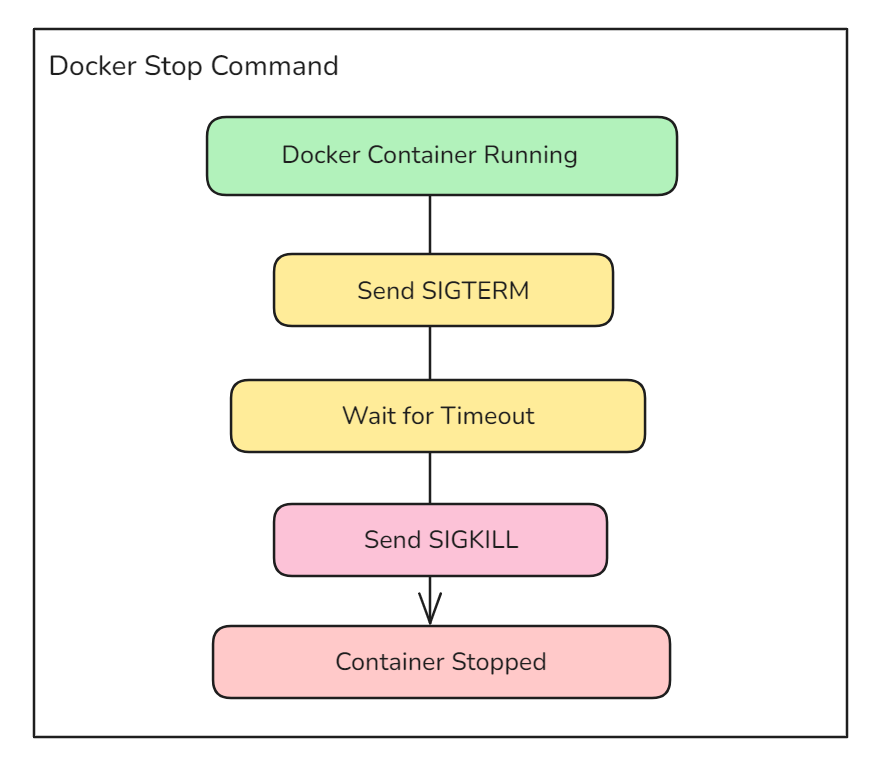 Docker Stop Command
Docker Container Running
Send SIGTERM
Wait for Timeout
Send SIGKILL
Container Stopped